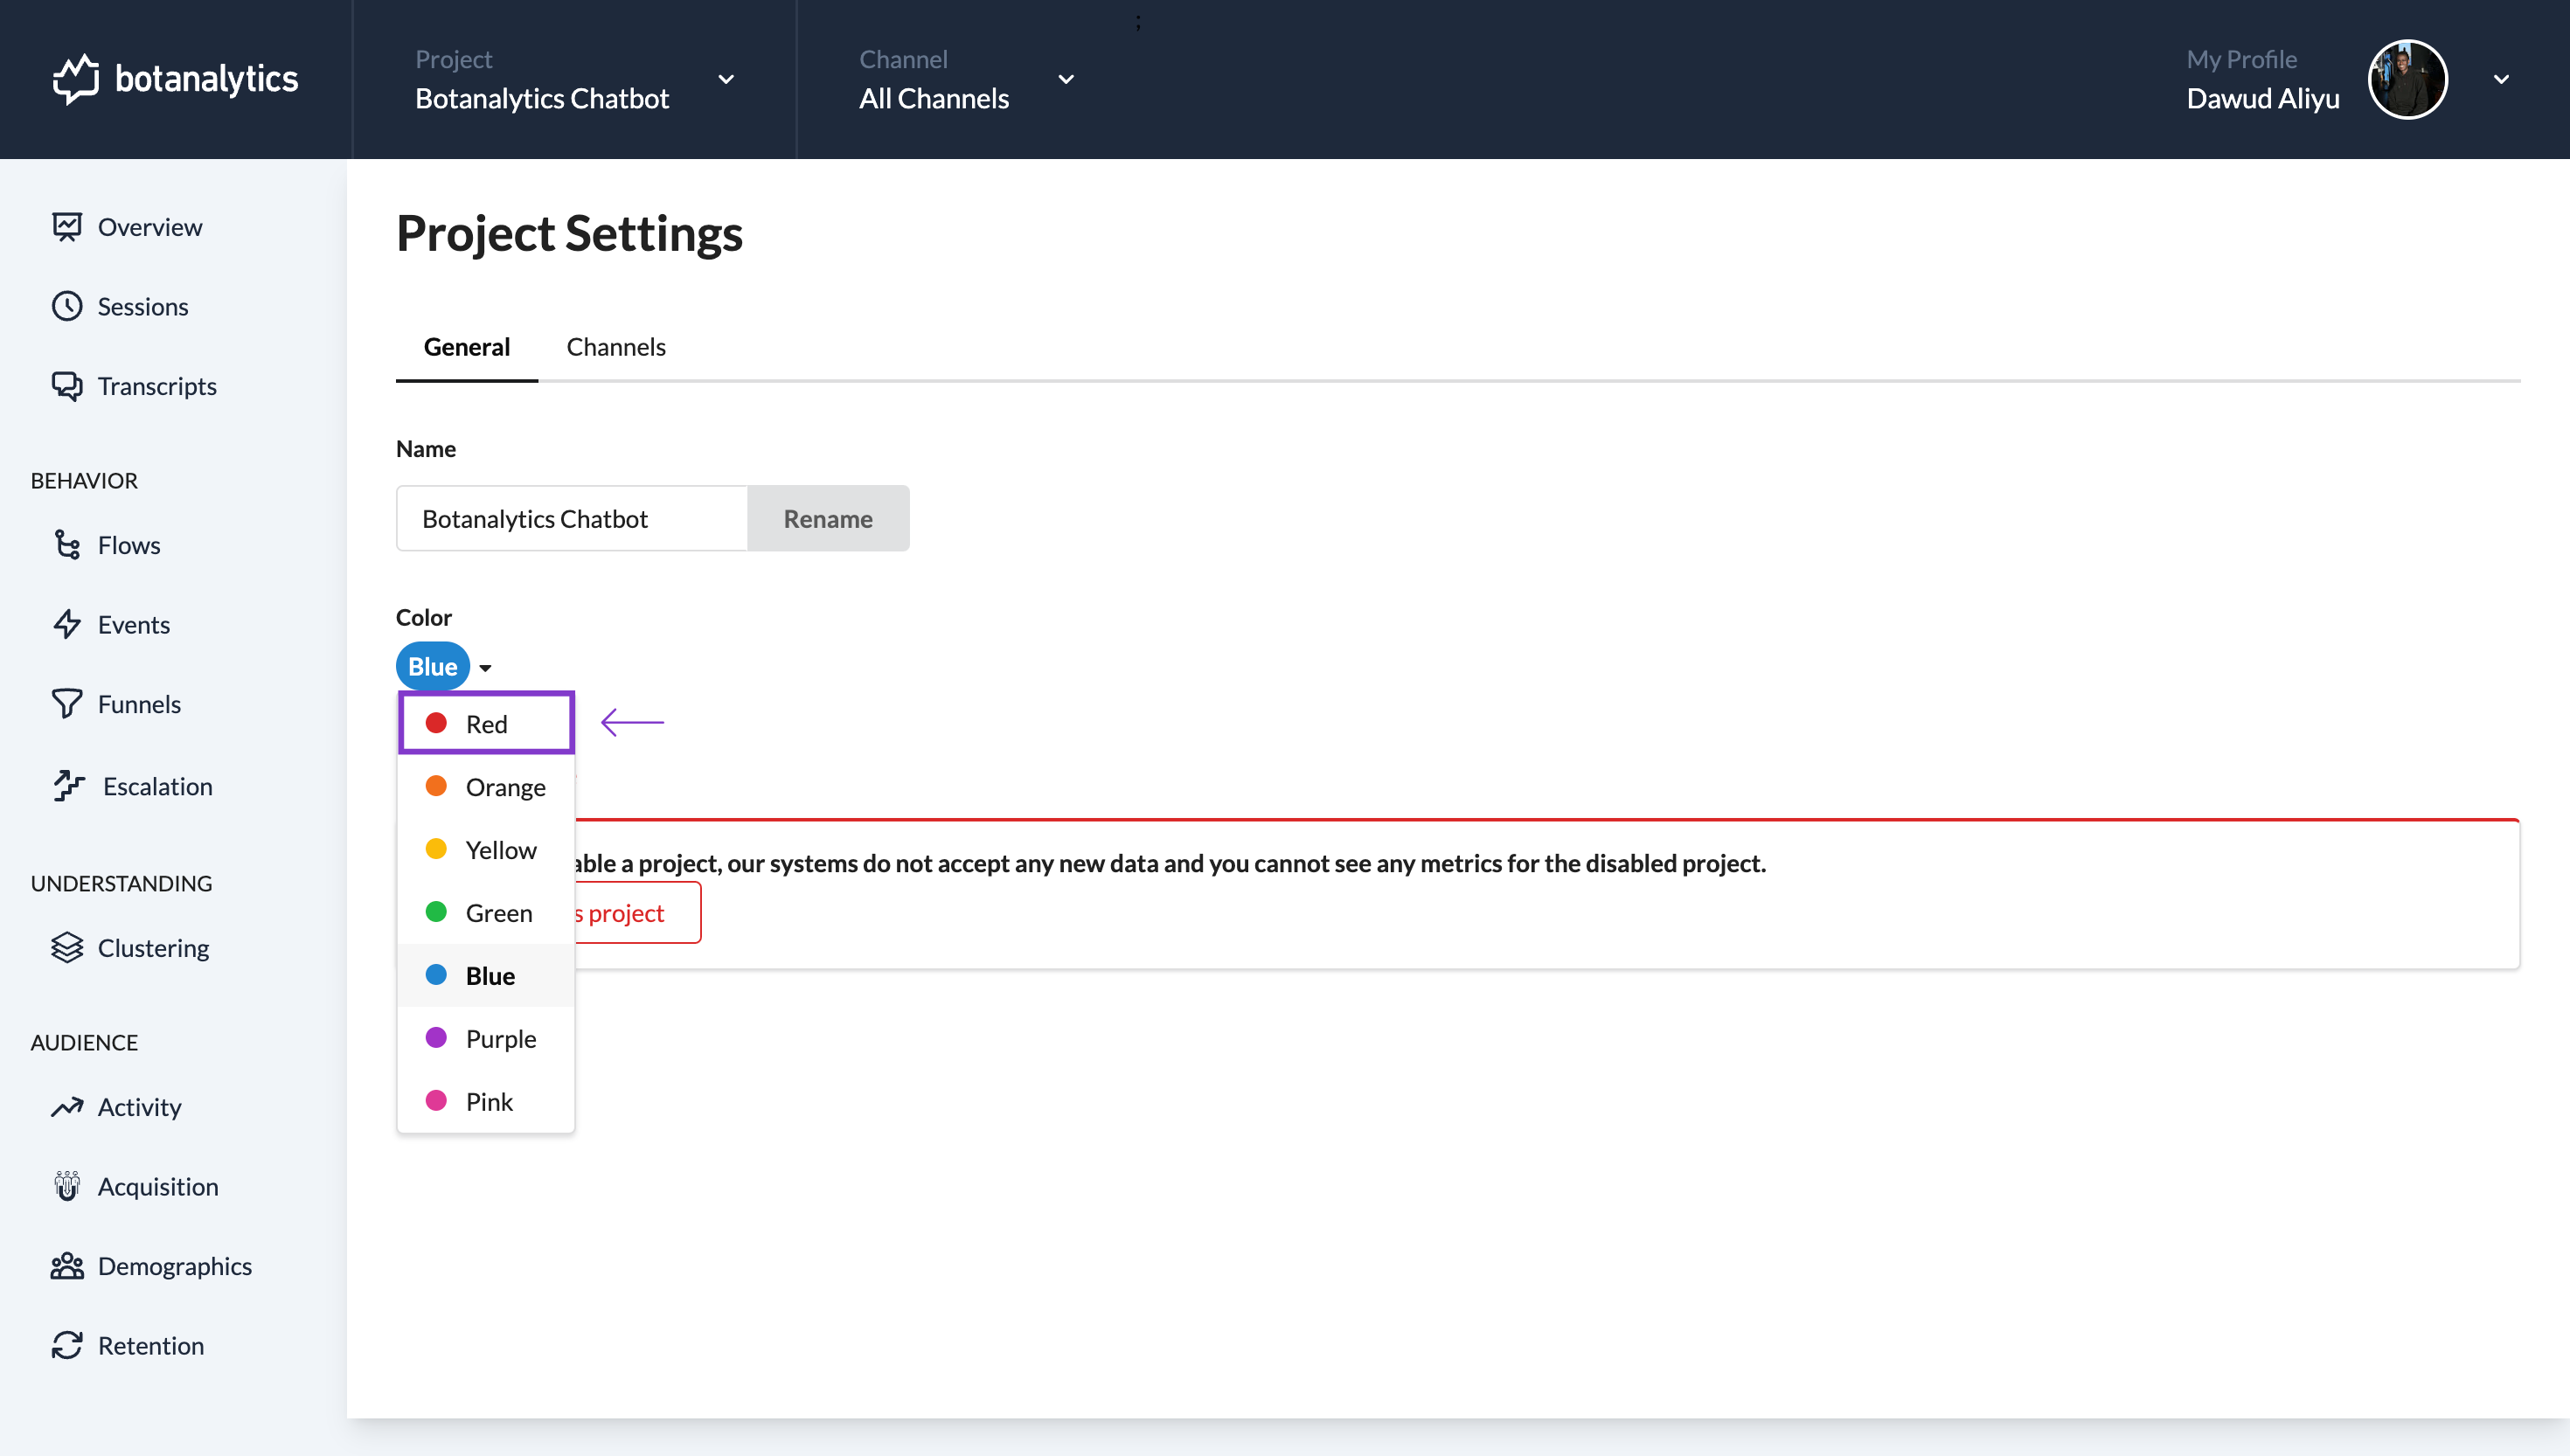 ;
botanalytics
Project
Botanalytics Chatbot
Channel
All Channels
My Profile
Dawud Aliyu
Overview
Sessions
Transcripts
BEHAVIOR
Flows
Events
Funnels
Escalation
UNDERSTANDING
Clustering
AUDIENCE
Activity
Acquisition
Demographics
Retention
Project Settings
General
Channels
Name
Botanalytics Chatbot
Rename
Color
Blue
Red
Orange
Yellow
Green
Blue
Purple
Pink
able a project, our systems do not accept any new data and you cannot see any metrics for the disabled project.
s project